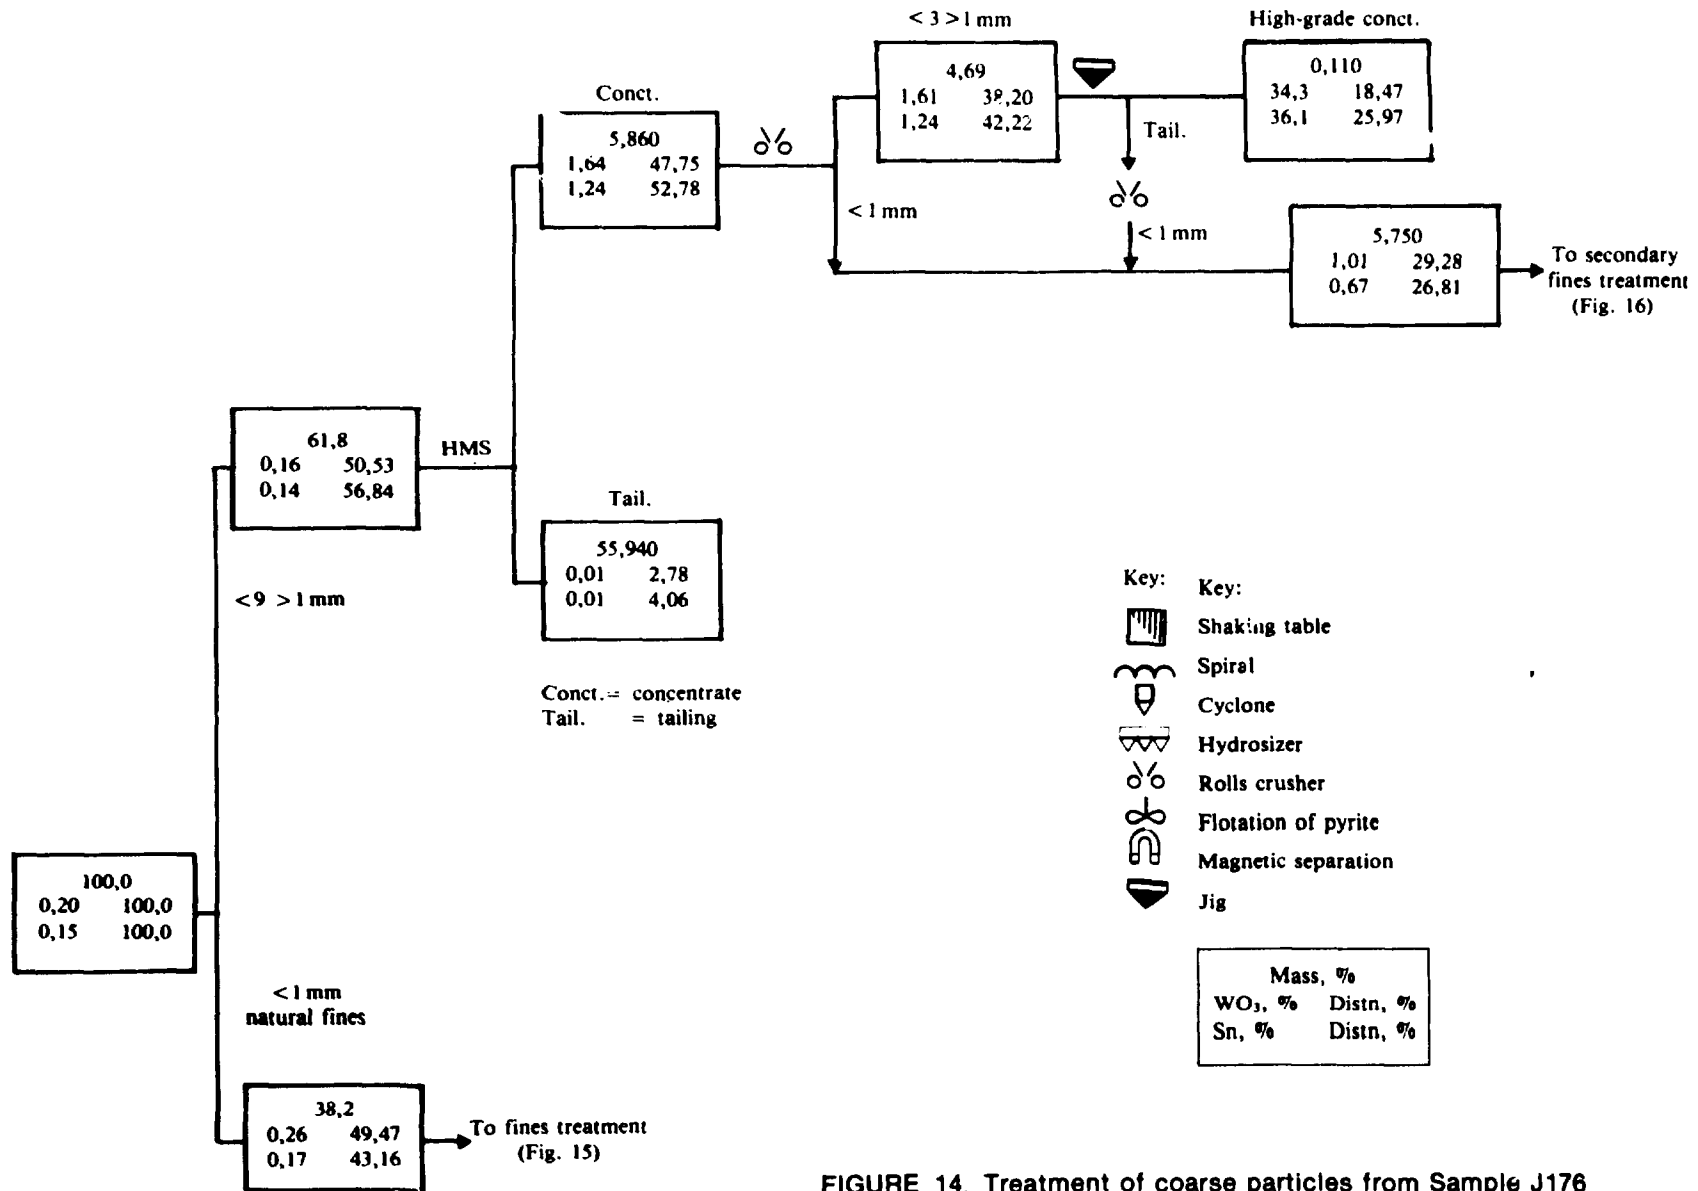 < 3 > 1 mm
4,69
1,61 38,20
1,24 42,22
High-grade conct.
0,110
34,3 18,47
36,1 25,97
Conct.
5,860
1,64 47,75
1,24 52,78
Tail.
< 1 mm
< 1 mm
5,750
1,01 29,28
0,67 26,81
To secondary
fines treatment
(Fig. 16)
61,8
0,16 50,53
0,14 56,84
HMS
Tail.
55,940
0,01 2,78
0,01 4,06
<9 >1 mm
Conct. = concentrate
Tail. = tailing
Key: Key:
Shaking table
Spiral
Cyclone
Hydrosizer
Rolls crusher
Flotation of pyrite
Magnetic separation
Jig
100,0
0,20 100,0
0,15 100,0
<1 mm
natural fines
Mass, %
WO₃, % Distn, %
Sn, % Distn, %
38,2
0,26 49,47
0,17 43,16
To fines treatment
(Fig. 15)
FIGURE 14. Treatment of coarse particles from Sample J176